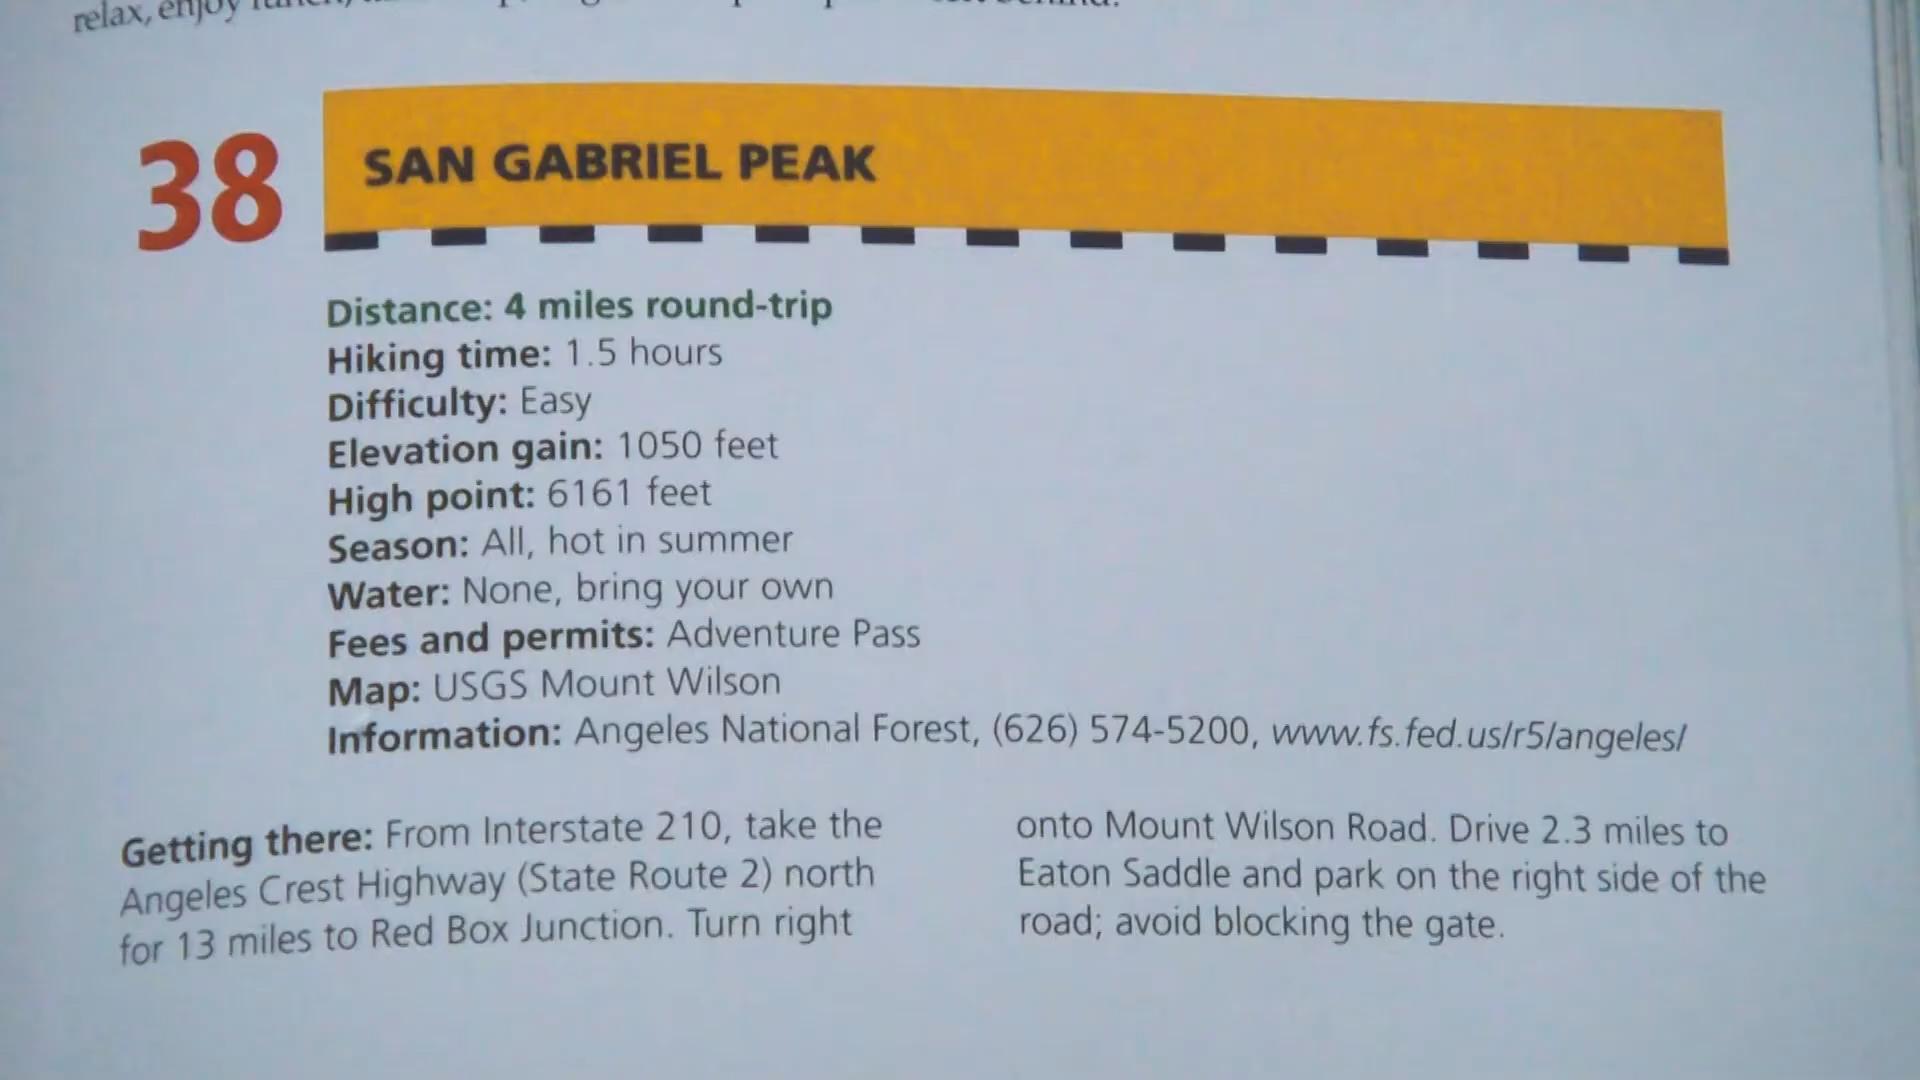 relax, enjoy
behind.
38
SAN GABRIEL PEAK
Distance: 4 miles round-trip
Hiking time: 1.5 hours
Difficulty: Easy
Elevation gain: 1050 feet
High point: 6161 feet
Season: All, hot in summer
Water: None, bring your own
Fees and permits: Adventure Pass
Map: USGS Mount Wilson
Information: Angeles National Forest, (626) 574-5200, www.fs.fed.us/r5/angeles/
Getting there: From Interstate 210, take the
Angeles Crest Highway (State Route 2) north
for 13 miles to Red Box Junction. Turn right
onto Mount Wilson Road. Drive 2.3 miles to
Eaton Saddle and park on the right side of the
road; avoid blocking the gate.